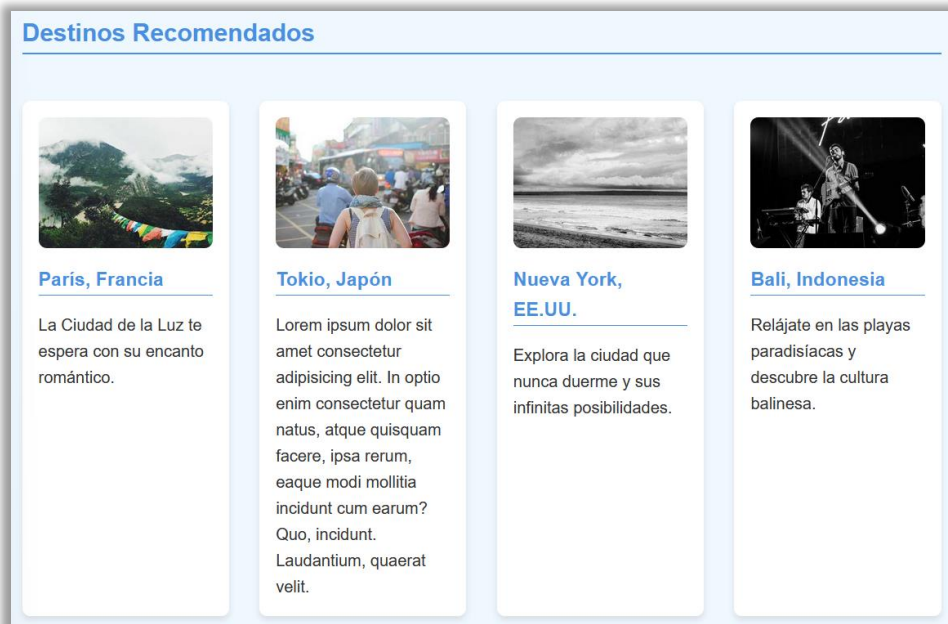 Destinos Recomendados
París, Francia
La Ciudad de la Luz te
espera con su encanto
romántico.
Tokio, Japón
Lorem ipsum dolor sit
amet consectetur
adipisicing elit. In optio
enim consectetur quam
natus, atque quisquam
facere, ipsa rerum,
eaque modi mollitia
incidunt cum earum?
Quo, incidunt.
Laudantium, quaerat
velit.
Nueva York,
EE.UU.
Explora la ciudad que
nunca duerme y sus
infinitas posibilidades.
Bali, Indonesia
Relájate en las playas
paradisíacas y
descubre la cultura
balinesa.